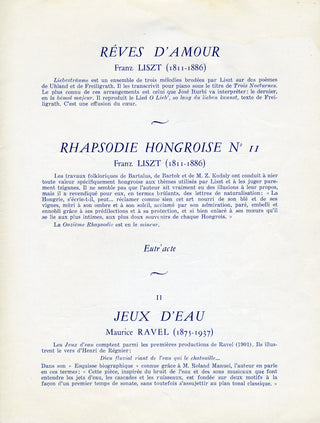 RÊVES D'AMOUR
Franz LISZT (1811-1886)
Liebesträume est un ensemble de trois mélodies brodées par Liszt sur des poèmes
de Uhland et de Freiligrath. Il les transcrivit pour piano sous le titre de Trois Nocturnes.
Le plus connu de ces arrangements est celui que José Iturbi va interpréter : le dernier,
en la bémol majeur. Il reproduit le Lied O Lieb', so lang du lieben kannst, texte de Frei-
ligrath. C'est une effusion du cœur.
RHAPSODIE HONGROISE N° 11
Franz LISZT (1811-1886)
Les travaux folkloriques de Bartalus, de Bartok et de M. Z. Kodaly ont conduit à nier
toute valeur spécifiquement hongroise aux thèmes utilisés par Liszt et à les juger pare-
ment tziganes. Il ne semble pas que l'auteur ait vraiment eu des illusions à leur propos,
mais il a revendiqué pour eux, en termes brûlants, des lettres de naturalisation : « La
Hongrie, s'écrie-t-il, peut... réclamer comme sien cet art nourri de son blé et de ses
vignes, mûri à son ombre et à son soleil, acclamé par son admiration, paré, embelli et
ennobli grâce à ses prédilections et à sa protection, et si bien enlacé à ses mœurs qu'il
se lie aux plus intimes, aux plus doux souvenirs de chaque Hongrois. »
La Onzième Rhapsodie est en la mineur.
Entr'acte
II
JEUX D'EAU
Maurice RAVEL (1875-1937)
Les Jeux d'eau comptent parmi les premières productions de Ravel (1901). Ils illus-
trent le vers d'Henri de Régnier :
Dieu fluvial riant de l'eau qui le chatouille...
Dans son « Esquisse biographique » connue grâce à M. Roland Manuel, l'auteur en parle
en ces termes : « Cette pièce, inspirée du bruit de l'eau et des sons musicaux que font
entendre les jets d'eau, les cascades et les ruisseaux, est fondée sur deux motifs à la
façon d'un premier temps de sonate, sans toutefois s'assujettir au plan tonal classique. »